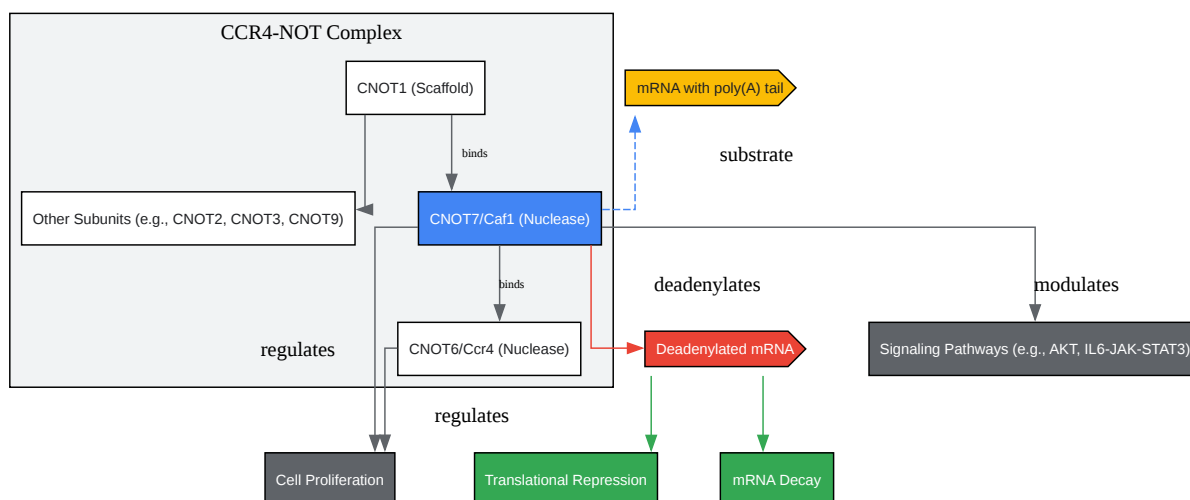 CCR4-NOT Complex
CNOT1 (Scaffold)
mRNA with poly(A) tail
binds
substrate
Other Subunits (e.g., CNOT2, CNOT3, CNOT9)
CNOT7/Caf1 (Nuclease)
binds
deadenylates
modulates
regulates
CNOT6/Ccr4 (Nuclease)
Deadenylated mRNA
Signaling Pathways (e.g., AKT, IL6-JAK-STAT3)
regulates
Cell Proliferation
Translational Repression
mRNA Decay